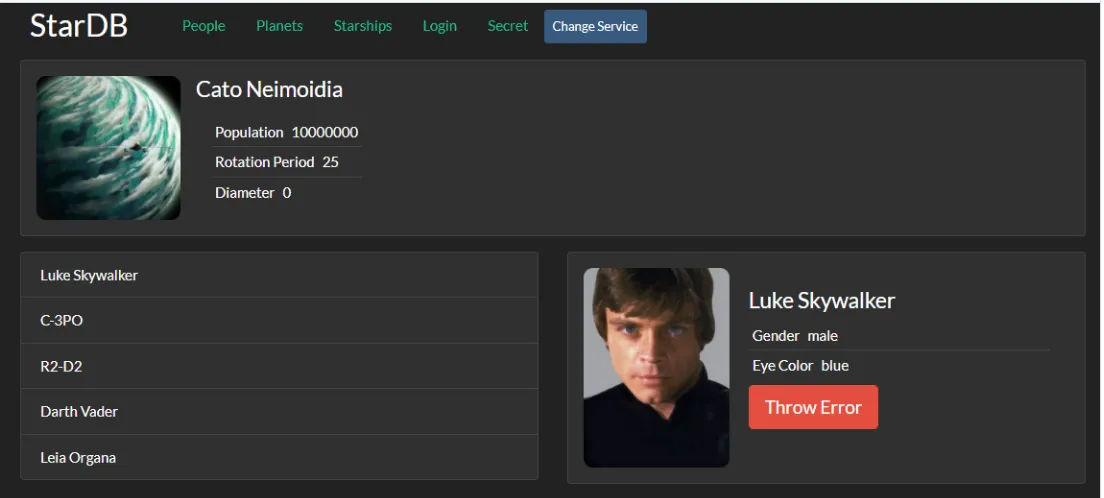 StarDB People Planets Starships Login Secret Change Service
Cato Neimoidia
Population 10000000
Rotation Period 25
Diameter 0
Luke Skywalker
C-3PO
R2-D2
Darth Vader
Leia Organa
Luke Skywalker
Gender male
Eye Color blue
Throw Error